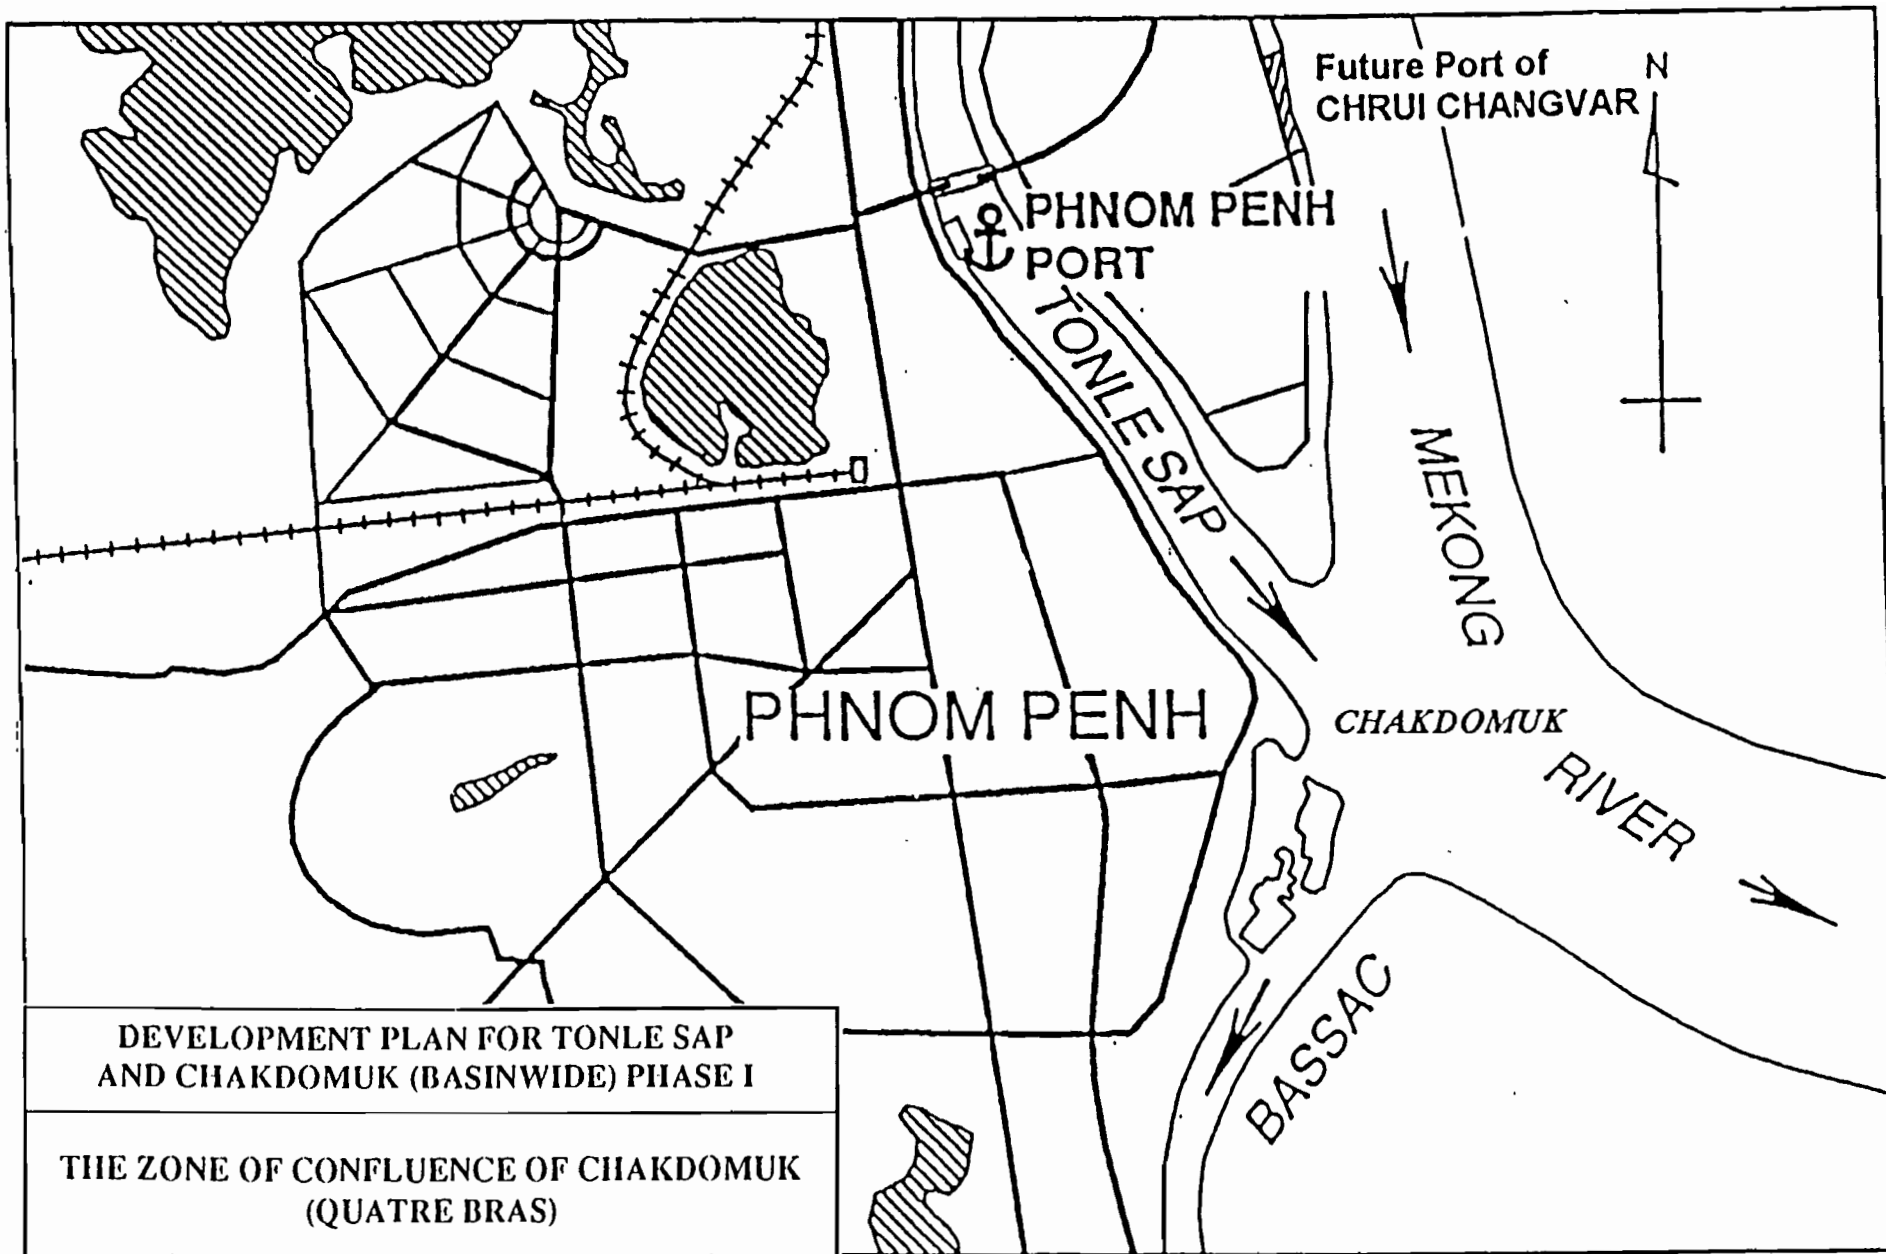 Future Port of
CHRUI CHANGVAR
N
PHNOM PENH
PORT
TONLE SAP
MEKONG
PHNOM PENH
CHAKDOMUK
RIVER
BASSAC
DEVELOPMENT PLAN FOR TONLE SAP
AND CHAKDOMUK (BASINWIDE) PHASE I
THE ZONE OF CONFLUENCE OF CHAKDOMUK
(QUATRE BRAS)